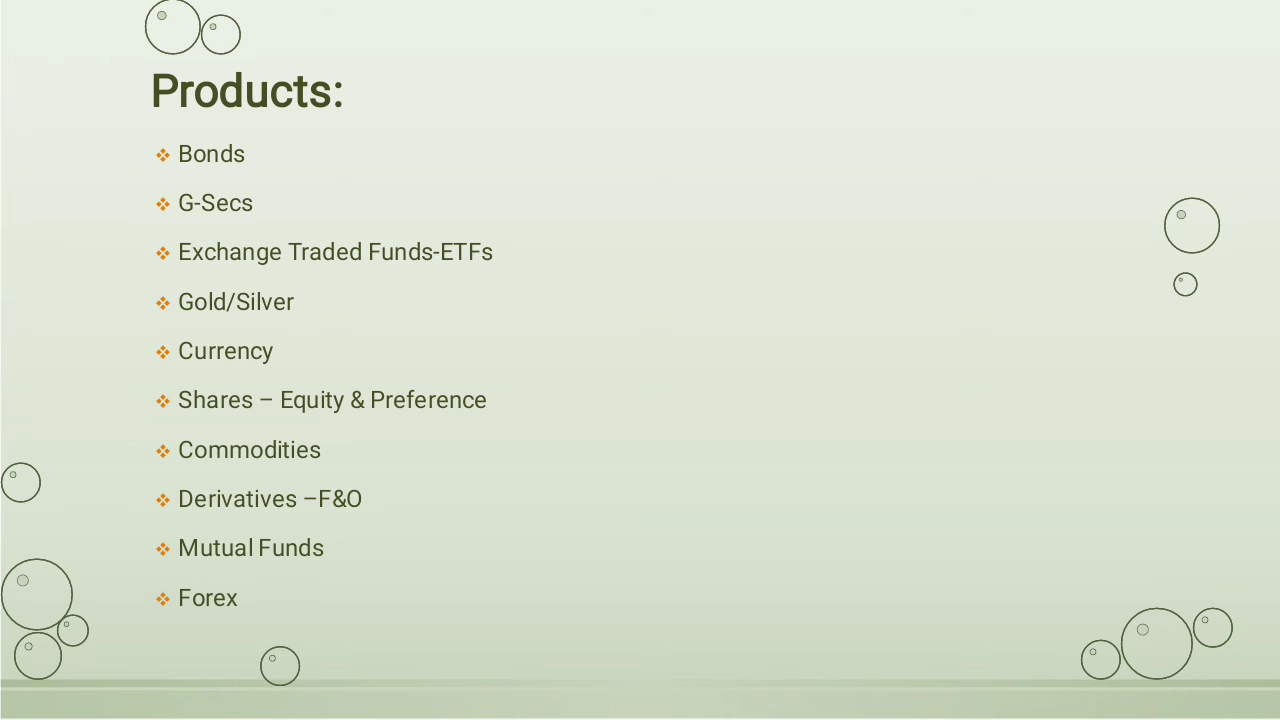 Products:
Bonds
G-Secs
Exchange Traded Funds-ETFs
Gold/Silver
Currency
Shares – Equity & Preference
Commodities
Derivatives –F&O
Mutual Funds
Forex